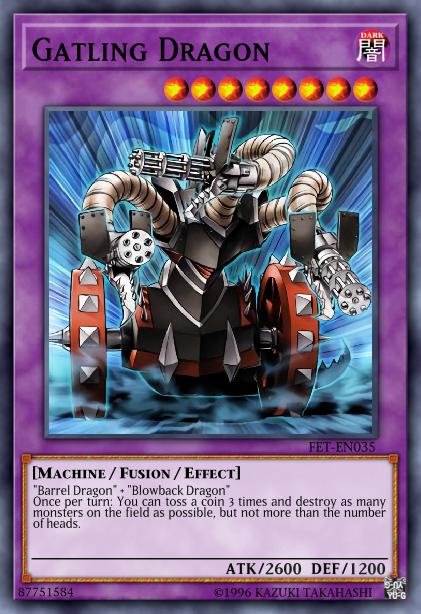 GATLING DRAGON
DARK
闇
FET-EN035
[MACHINE / FUSION / EFFECT]
"Barrel Dragon" + "Blowback Dragon"
Once per turn: You can toss a coin 3 times and destroy as many
monsters on the field as possible, but not more than the number
of heads.
ATK/2600 DEF/1200
87751584
©1996 KAZUKI TAKAHASHI